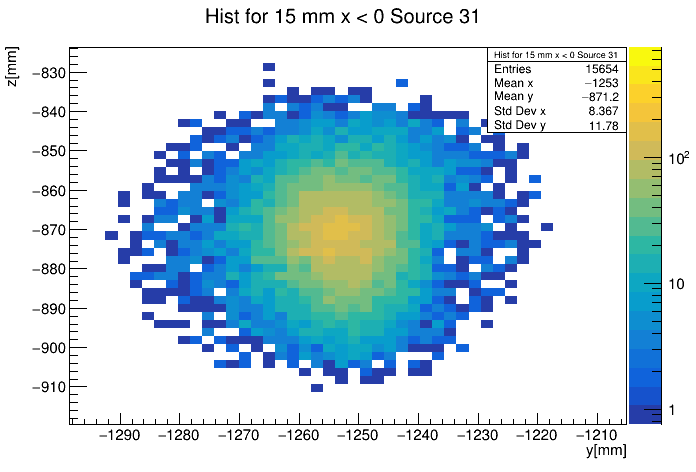 Hist for 15 mm x < 0 Source 31
z[mm]
Hist for 15 mm x < 0 Source 31
Entries 15654
Mean x −1253
Mean y −871.2
Std Dev x 8.367
Std Dev y 11.78
−830
−840
−850
−860
−870
−880
−890
−900
−910
10²
10
1
−1290 −1280 −1270 −1260 −1250 −1240 −1230 −1220 −1210
y[mm]